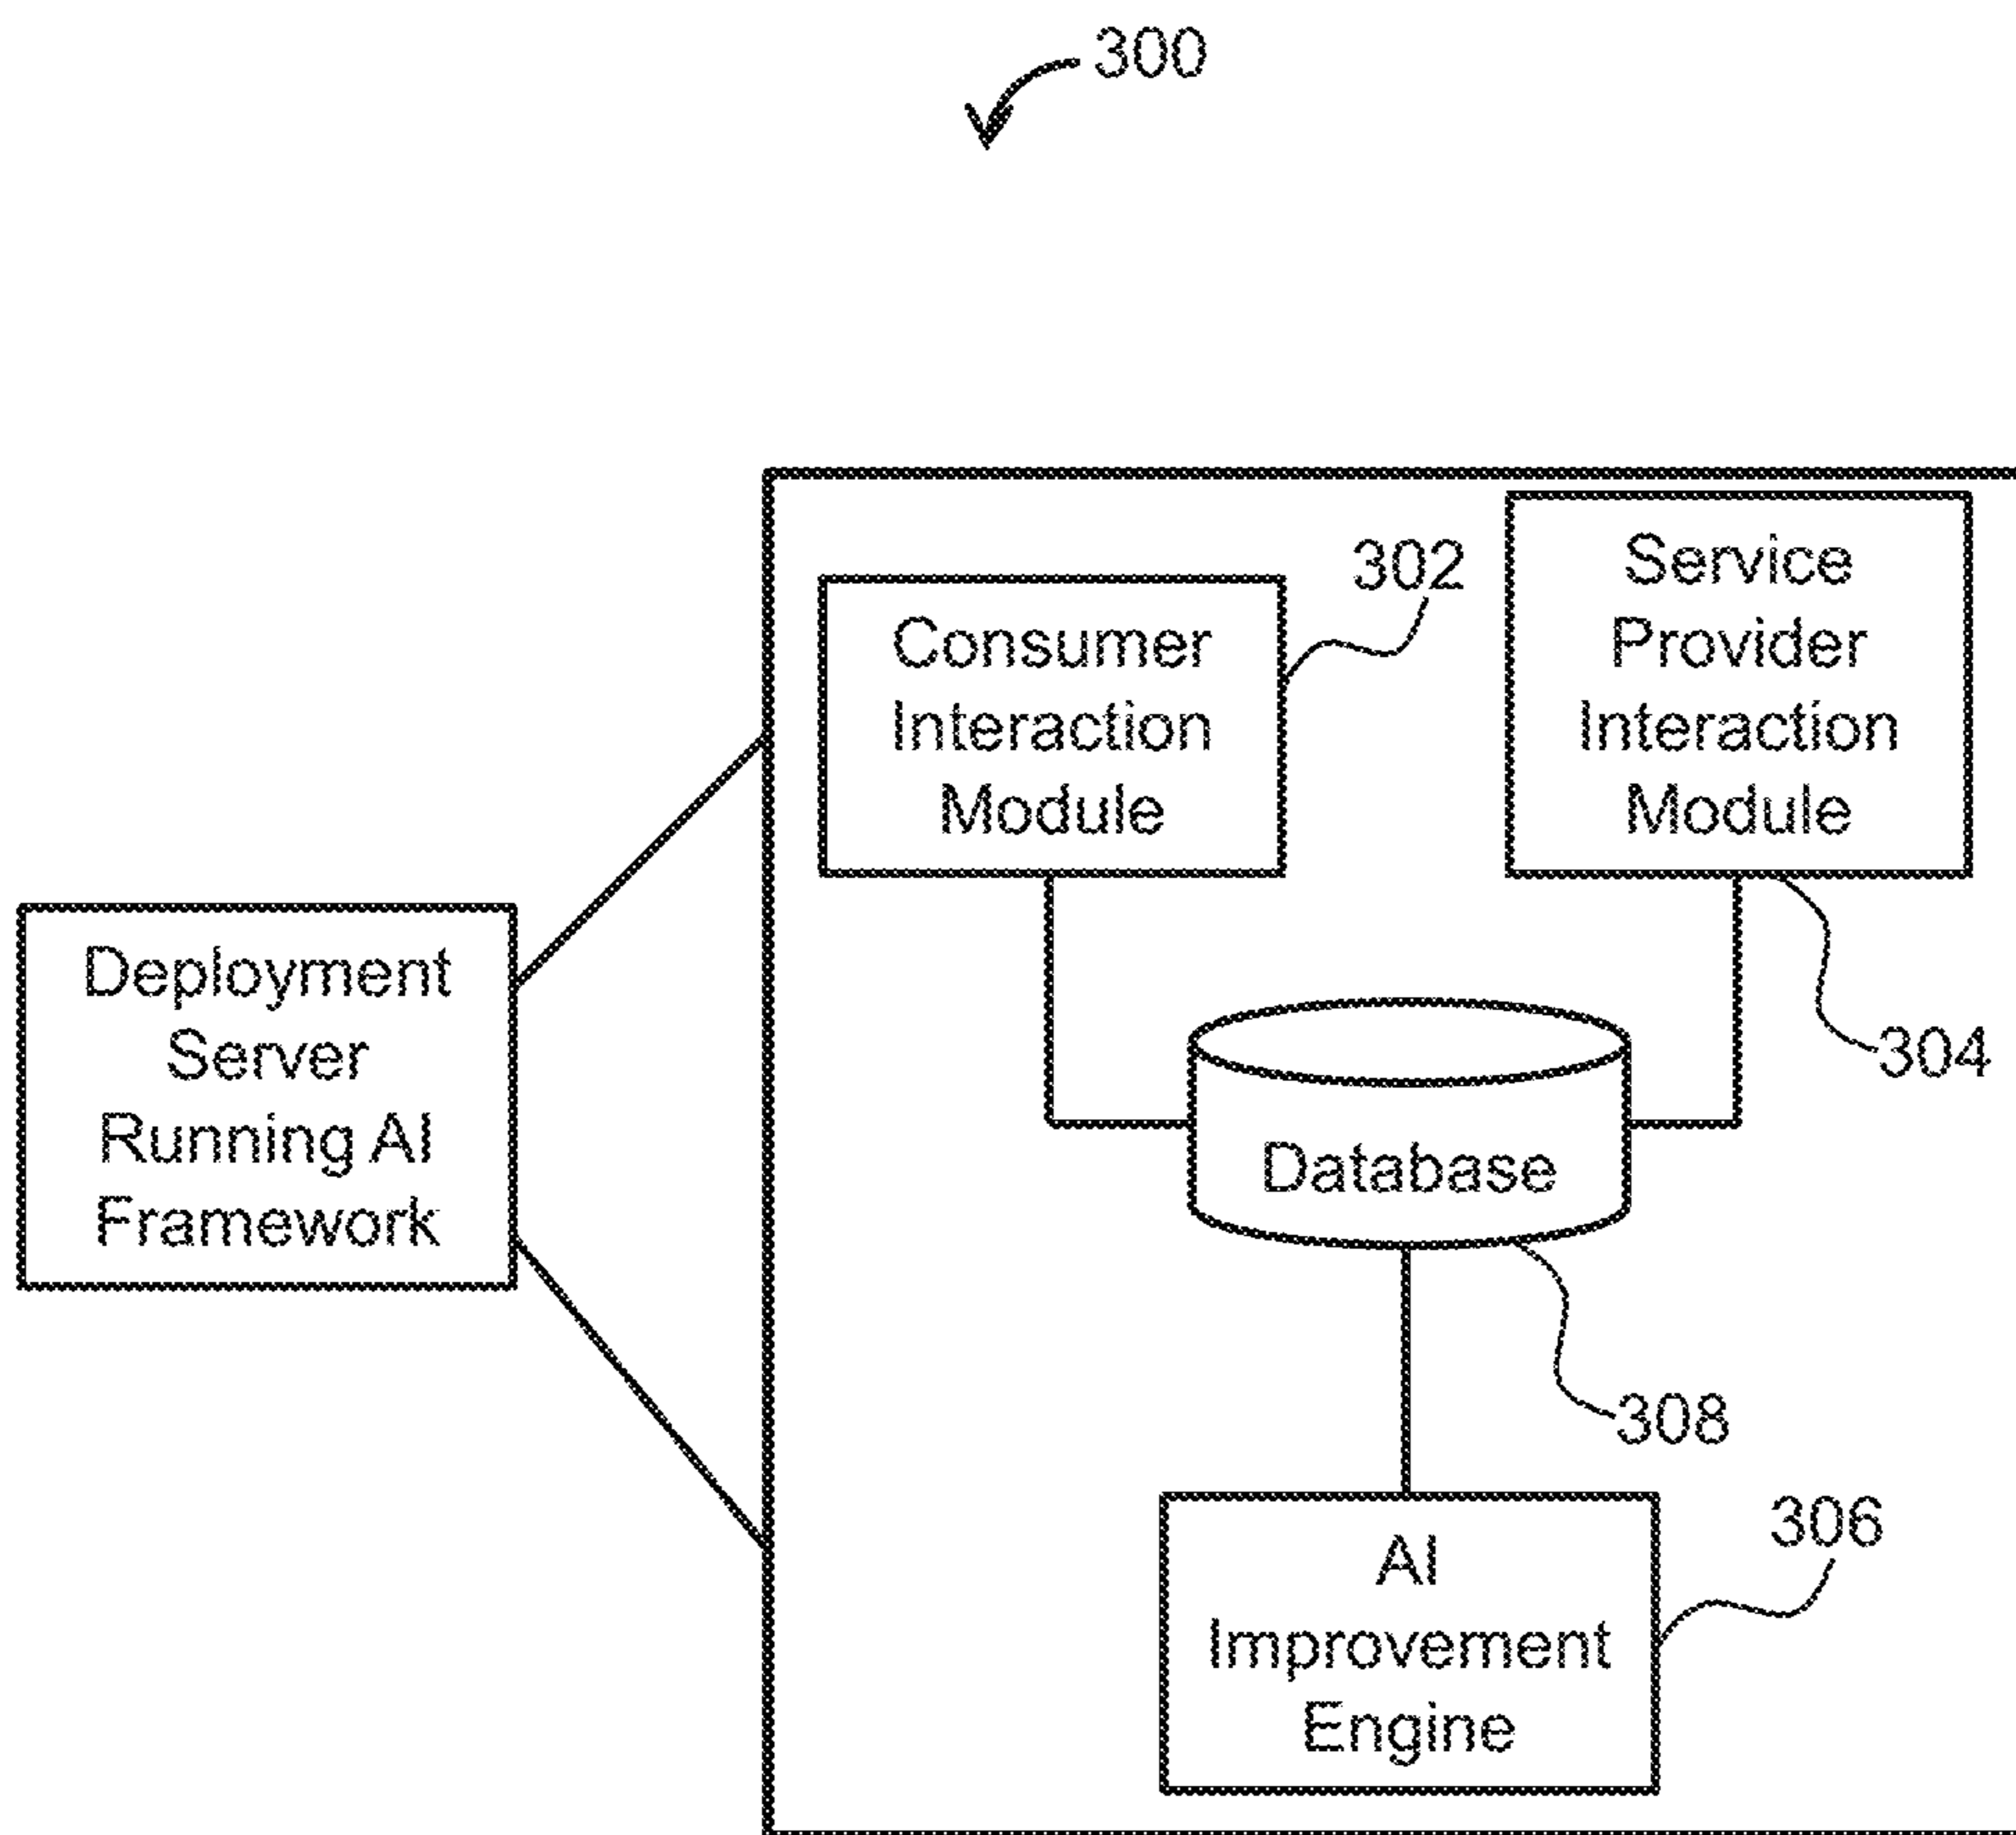 300
302
Consumer
Interaction
Module
Service
Provider
Interaction
Module
304
Deployment
Server
Running AI
Framework
Database
308
306
AI
Improvement
Engine